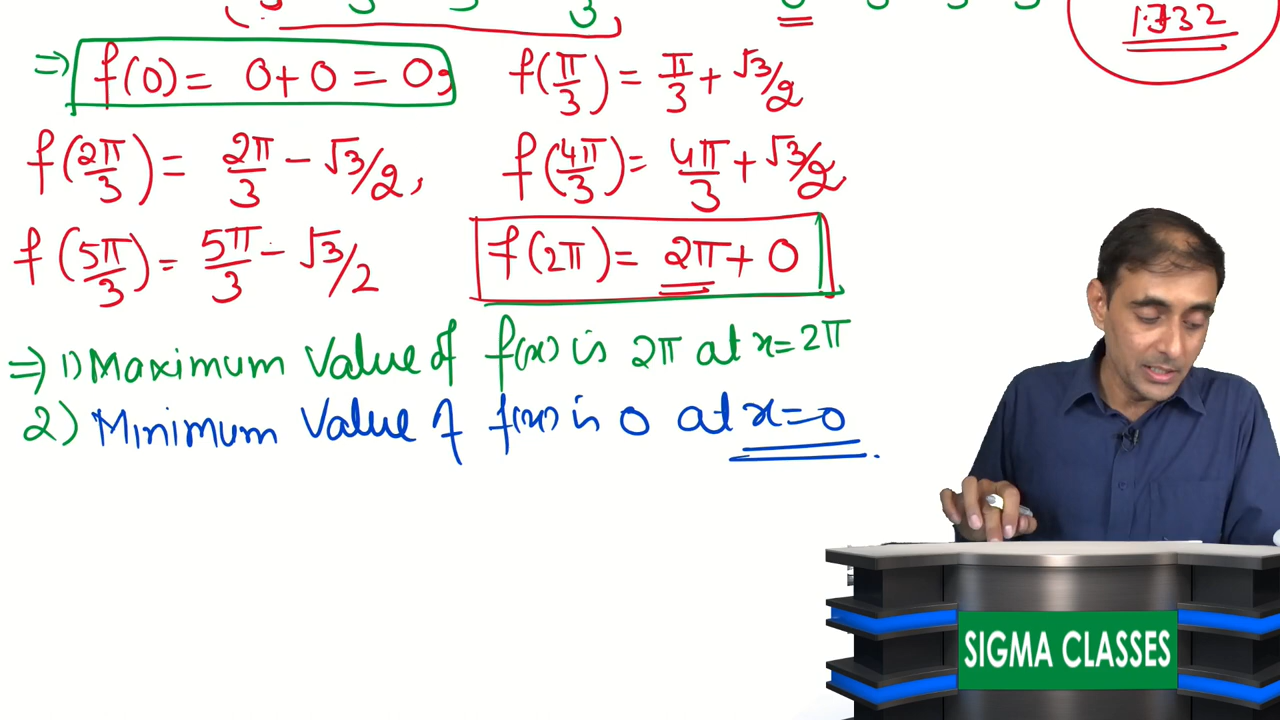 1.732
⇒ f(0) = 0+0 = 0; f(π/3) = π/3 + √3/2
f(2π/3) = 2π/3 - √3/2, f(4π/3) = 4π/3 + √3/2,
f(5π/3) = 5π/3 - √3/2 f(2π) = 2π + 0
⇒ 1) Maximum Value of f(x) is 2π at x = 2π
2) Minimum Value of f(x) is 0 at x = 0
SIGMA CLASSES